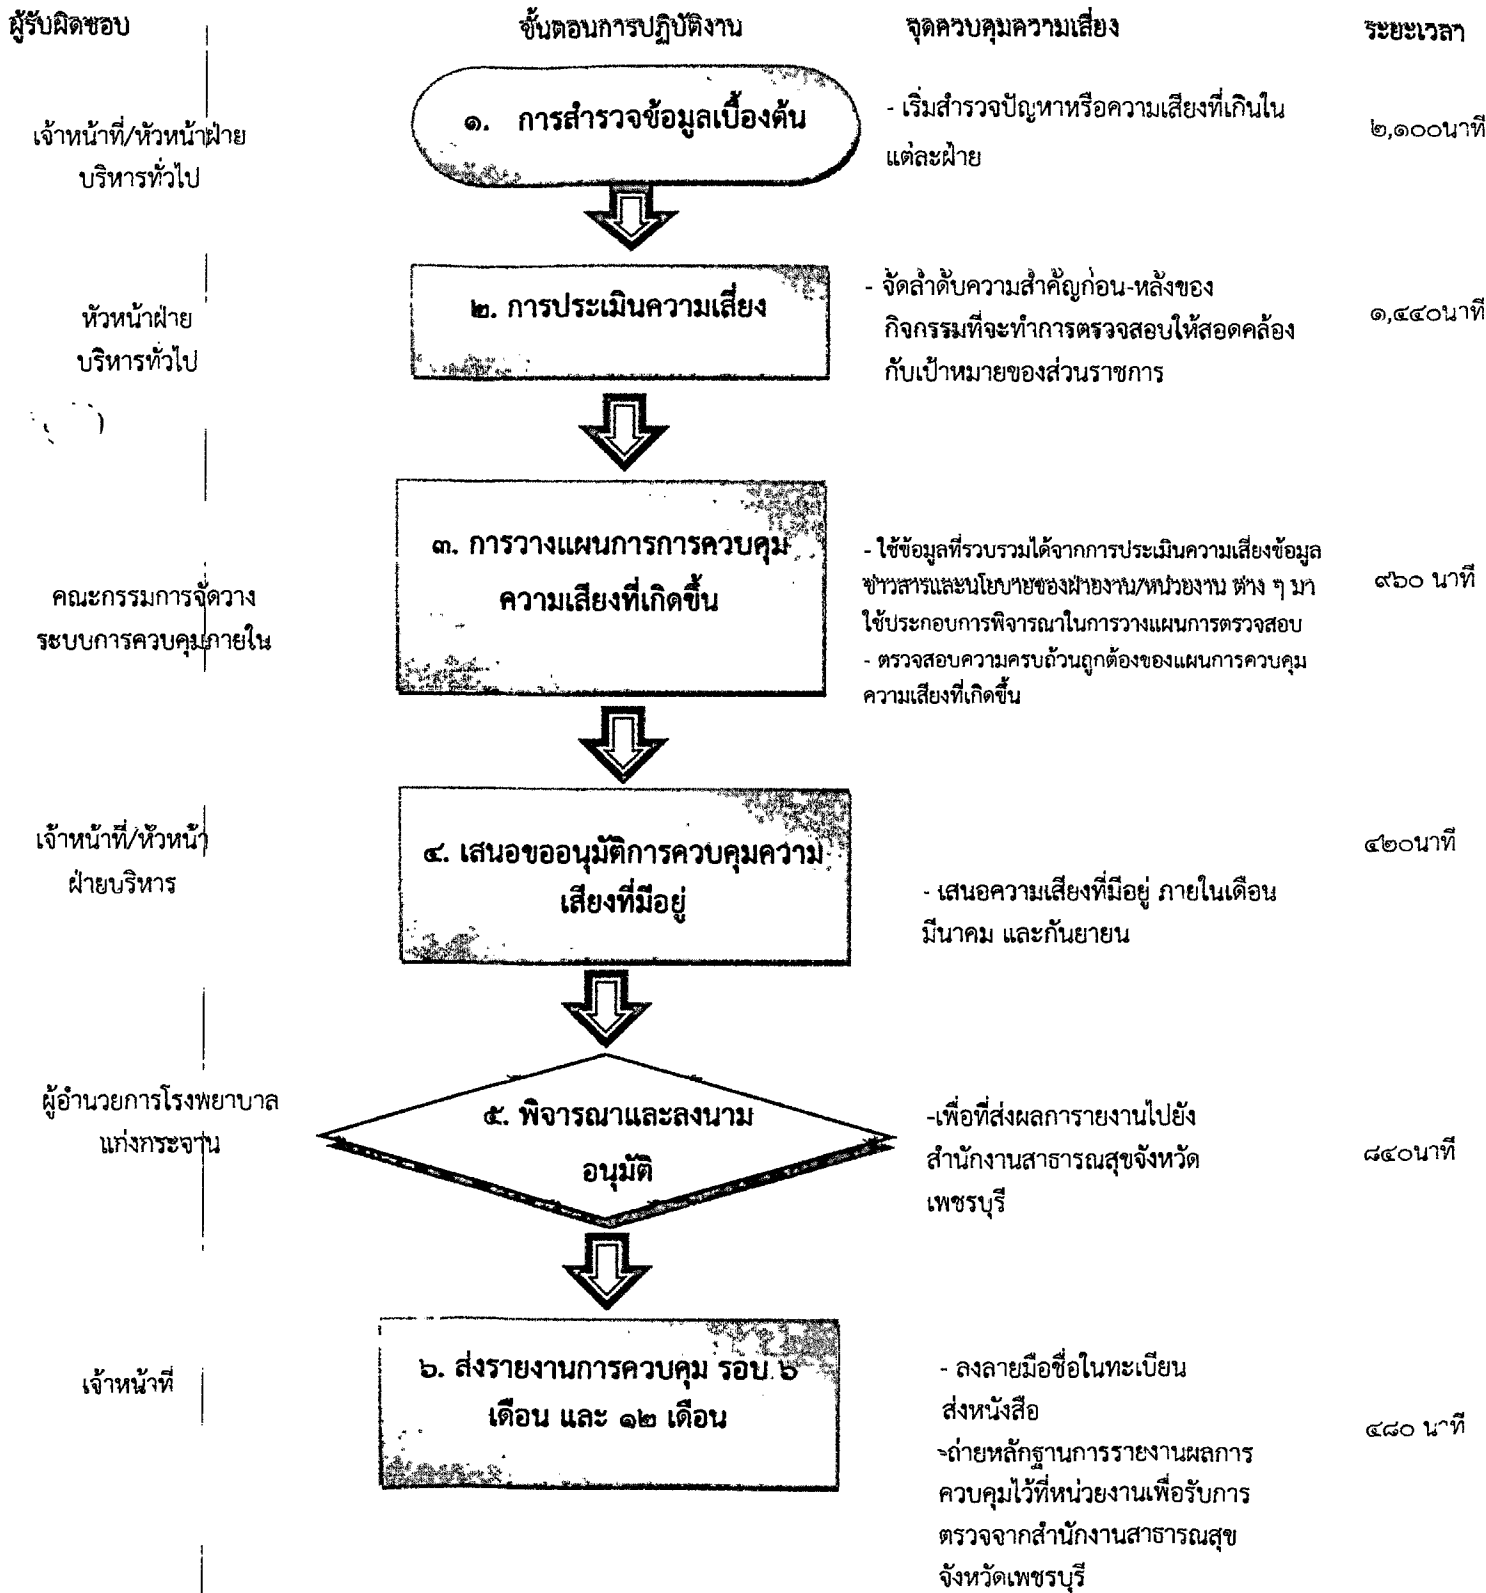 ผู้รับผิดชอบ ขั้นตอนการปฏิบัติงาน จุดควบคุมความเสี่ยง ระยะเวลา
เจ้าหน้าที่/หัวหน้าฝ่าย
บริหารทั่วไป
๑. การสำรวจข้อมูลเบื้องต้น
- เริ่มสำรวจปัญหาหรือความเสี่ยงที่เกินใน
แต่ละฝ่าย
๒,๑๐๐นาที
หัวหน้าฝ่าย
บริหารทั่วไป
๒. การประเมินความเสี่ยง
- จัดลำดับความสำคัญก่อน-หลังของ
กิจกรรมที่จะทำการตรวจสอบให้สอดคล้อง
กับเป้าหมายของส่วนราชการ
๑,๔๔๐นาที
คณะกรรมการจัดวาง
ระบบการควบคุมภายใน
๓. การวางแผนการการควบคุม
ความเสี่ยงที่เกิดขึ้น
- ใช้ข้อมูลที่รวบรวมได้จากการประเมินความเสี่ยงข้อมูล
ข่าวสารและนโยบายของฝ่ายงาน/หน่วยงาน ต่าง ๆ มา
ใช้ประกอบการพิจารณาในการวางแผนการตรวจสอบ
- ตรวจสอบความครบถ้วนถูกต้องของแผนการควบคุม
ความเสี่ยงที่เกิดขึ้น
๙๖๐ นาที
เจ้าหน้าที่/หัวหน้า
ฝ่ายบริหาร
๔. เสนอขออนุมัติการควบคุมความ
เสี่ยงที่มีอยู่
- เสนอความเสี่ยงที่มีอยู่ ภายในเดือน
มีนาคม และกันยายน
๔๒๐นาที
ผู้อำนวยการโรงพยาบาล
แก่งกระจาน
๕. พิจารณาและลงนาม
อนุมัติ
-เพื่อที่ส่งผลการายงานไปยัง
สำนักงานสาธารณสุขจังหวัด
เพชรบุรี
๘๔๐นาที
เจ้าหน้าที่
๖. ส่งรายงานการควบคุม รอบ ๖
เดือน และ ๑๒ เดือน
- ลงลายมือชื่อในทะเบียน
ส่งหนังสือ
-ถ่ายหลักฐานการรายงานผลการ
ควบคุมไว้ที่หน่วยงานเพื่อรับการ
ตรวจจากสำนักงานสาธารณสุข
จังหวัดเพชรบุรี
๔๘๐ นาที